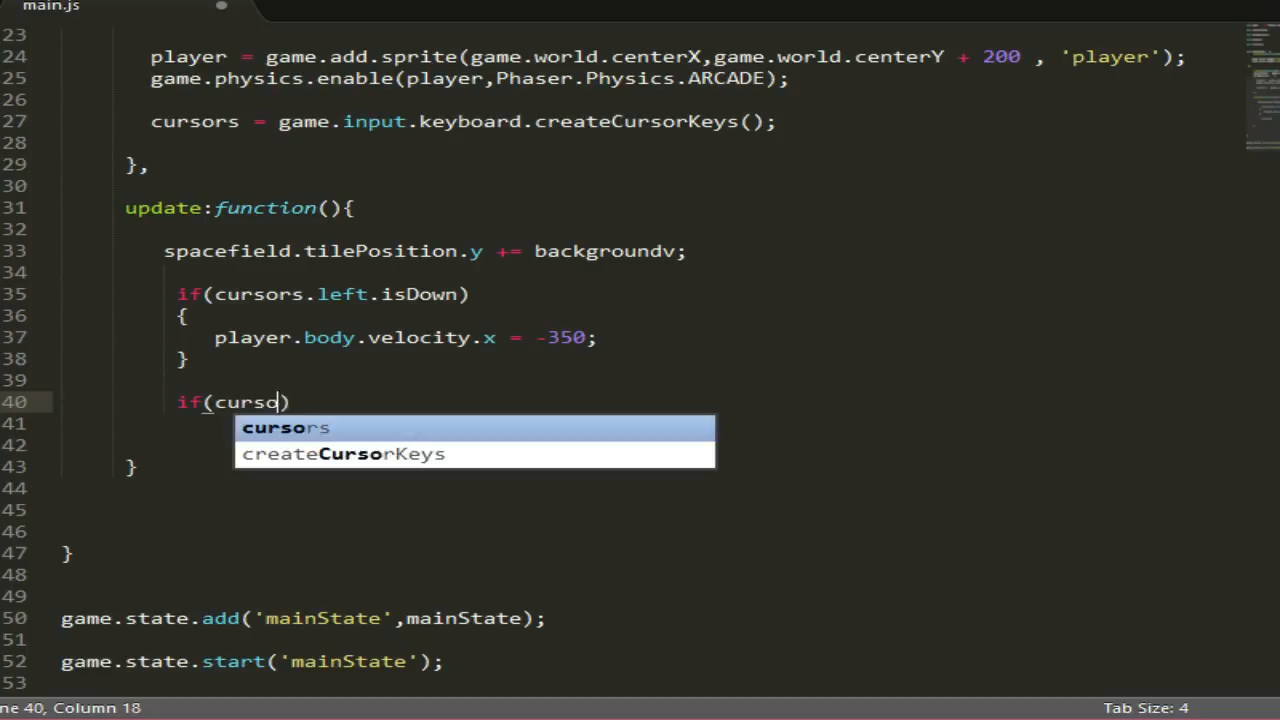 main.js
23
24 player = game.add.sprite(game.world.centerX,game.world.centerY + 200 , 'player');
25 game.physics.enable(player,Phaser.Physics.ARCADE);
26
27 cursors = game.input.keyboard.createCursorKeys();
28
29 },
30
31 update:function(){
32
33 spacefield.tilePosition.y += backgroundv;
34
35 if(cursors.left.isDown)
36 {
37 player.body.velocity.x = -350;
38 }
39
40 if(curso)
41 cursors
42 createCursorKeys
43 }
44
45
46
47 }
48
49
50 game.state.add('mainState',mainState);
51
52 game.state.start('mainState');
53
ne 40, Column 18 Tab Size: 4